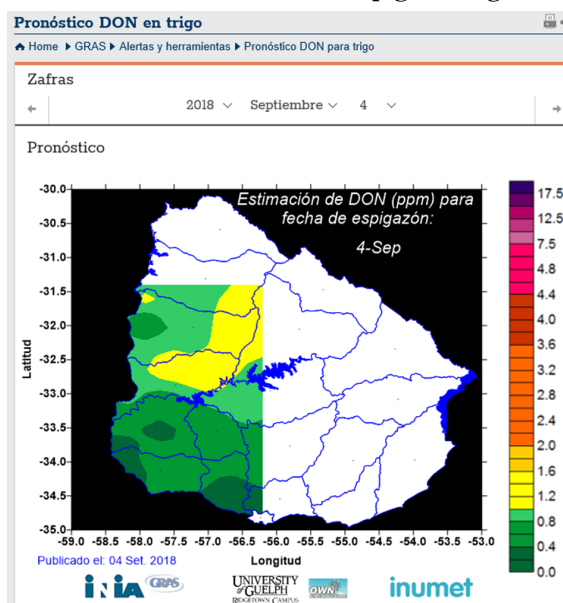 Pronóstico DON en trigo
Home GRAS Alertas y herramientas Pronóstico DON para trigo
Zafras
2018 Septiembre 4
Pronóstico
Estimación de DON (ppm) para
fecha de espigazón:
4-Sep
-30.0
-30.5
-31.0
-31.5
-32.0
-32.5
-33.0
-33.5
-34.0
-34.5
-35.0
Latitud
-59.0 -58.5 -58.0 -57.5 -57.0 -56.5 -56.0 -55.5 -55.0 -54.5 -54.0 -53.5 -53.0
Longitud
17.5
12.5
7.5
4.8
4.4
4.0
3.6
3.2
2.8
2.4
2.0
1.6
1.2
0.8
0.4
0.0
Publicado el: 04 Set. 2018
iNiA GRAS
UNIVERSITY
of GUELPH
RIDGETOWN CAMPUS
inumet